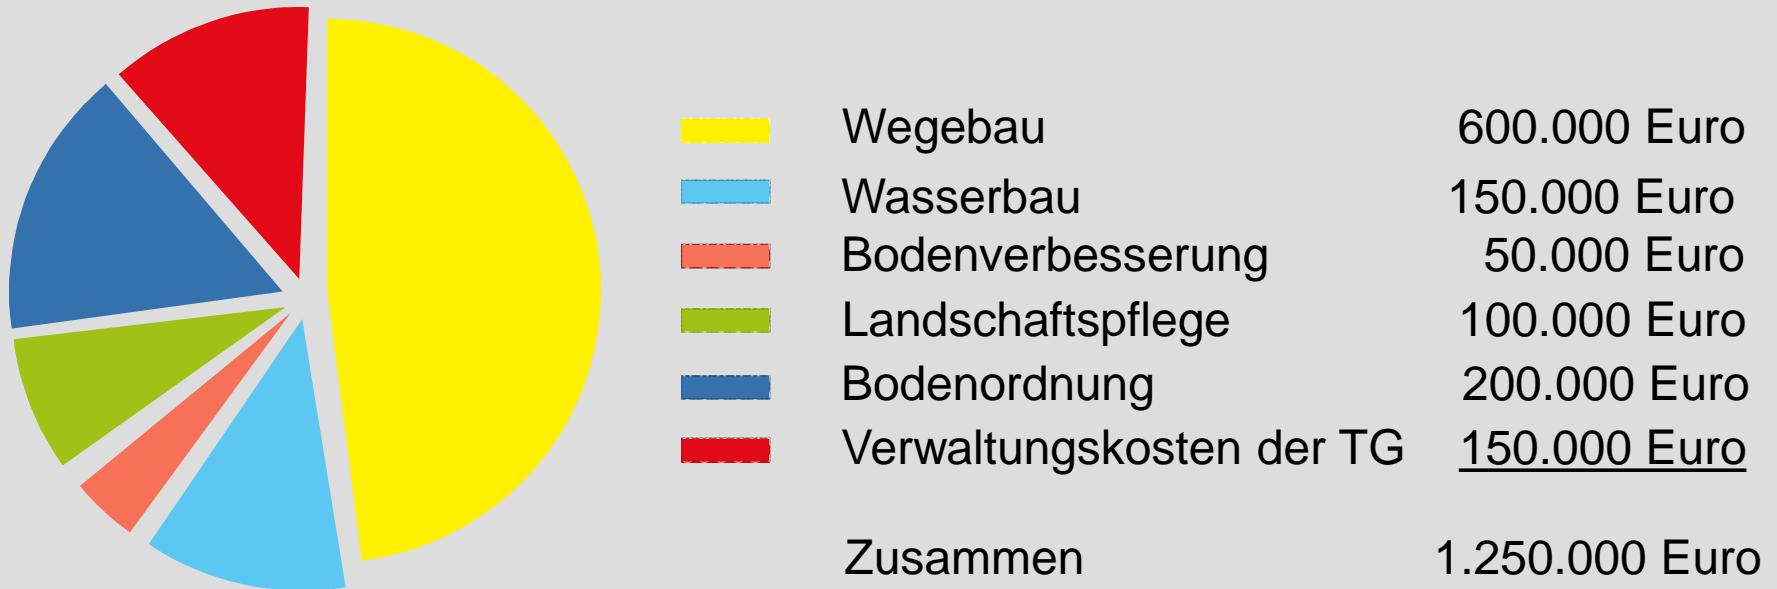 Wegebau 600.000 Euro
Wasserbau 150.000 Euro
Bodenverbesserung 50.000 Euro
Landschaftspflege 100.000 Euro
Bodenordnung 200.000 Euro
Verwaltungskosten der TG 150.000 Euro
Zusammen 1.250.000 Euro